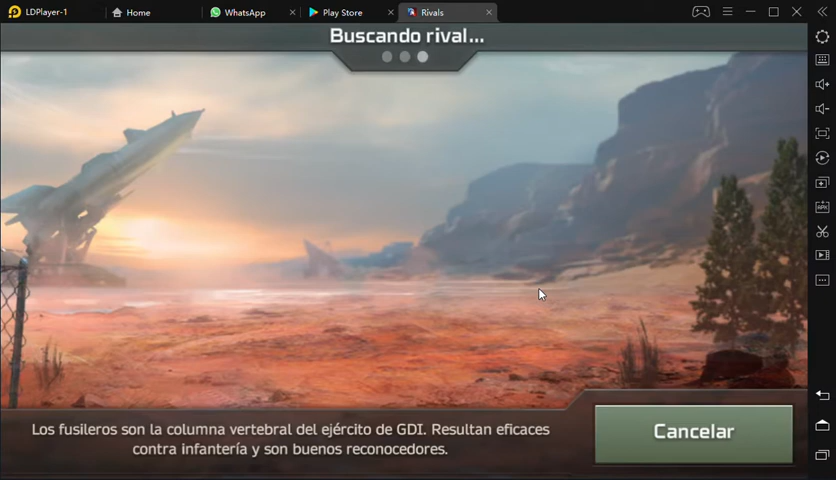 LDPlayer-1
Home
WhatsApp
Play Store
Rivals
Buscando rival...
Los fusileros son la columna vertebral del ejército de GDI. Resultan eficaces
contra infantería y son buenos reconocedores.
Cancelar
APK